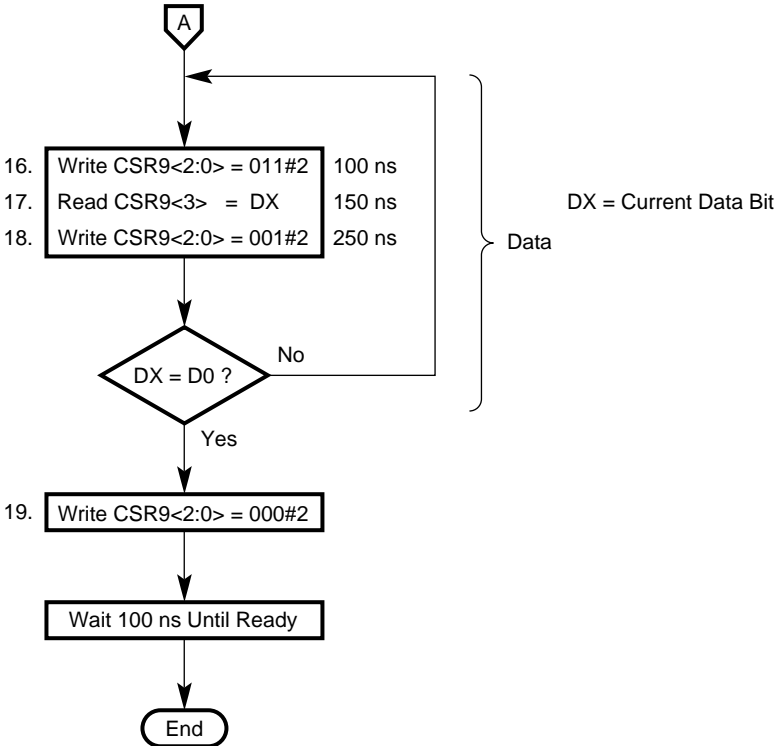 A
16. Write CSR9<2:0> = 011#2 100 ns
17. Read CSR9<3> = DX 150 ns
DX = Current Data Bit
18. Write CSR9<2:0> = 001#2 250 ns
Data
No
DX = D0 ?
Yes
19. Write CSR9<2:0> = 000#2
Wait 100 ns Until Ready
End